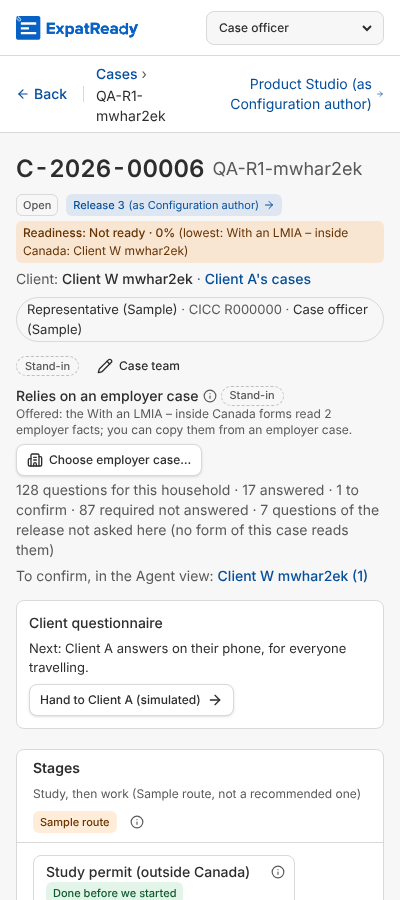 ExpatReady
Case officer
Back
Cases ›
QA-R1-
mwhar2ek
Product Studio (as
Configuration author)
C-2026-00006 QA-R1-mwhar2ek
Open
Release 3 (as Configuration author) →
Readiness: Not ready · 0% (lowest: With an LMIA – inside
Canada: Client W mwhar2ek)
Client: Client W mwhar2ek · Client A's cases
Representative (Sample) · CICC R000000 · Case officer
(Sample)
Stand-in
Case team
Relies on an employer case
Stand-in
Offered: the With an LMIA – inside Canada forms read 2
employer facts; you can copy them from an employer case.
Choose employer case...
128 questions for this household · 17 answered · 1 to
confirm · 87 required not answered · 7 questions of the
release not asked here (no form of this case reads
them)
To confirm, in the Agent view: Client W mwhar2ek (1)
Client questionnaire
Next: Client A answers on their phone, for everyone
travelling.
Hand to Client A (simulated) →
Stages
Study, then work (Sample route, not a recommended one)
Sample route
Study permit (outside Canada)
Done before we started